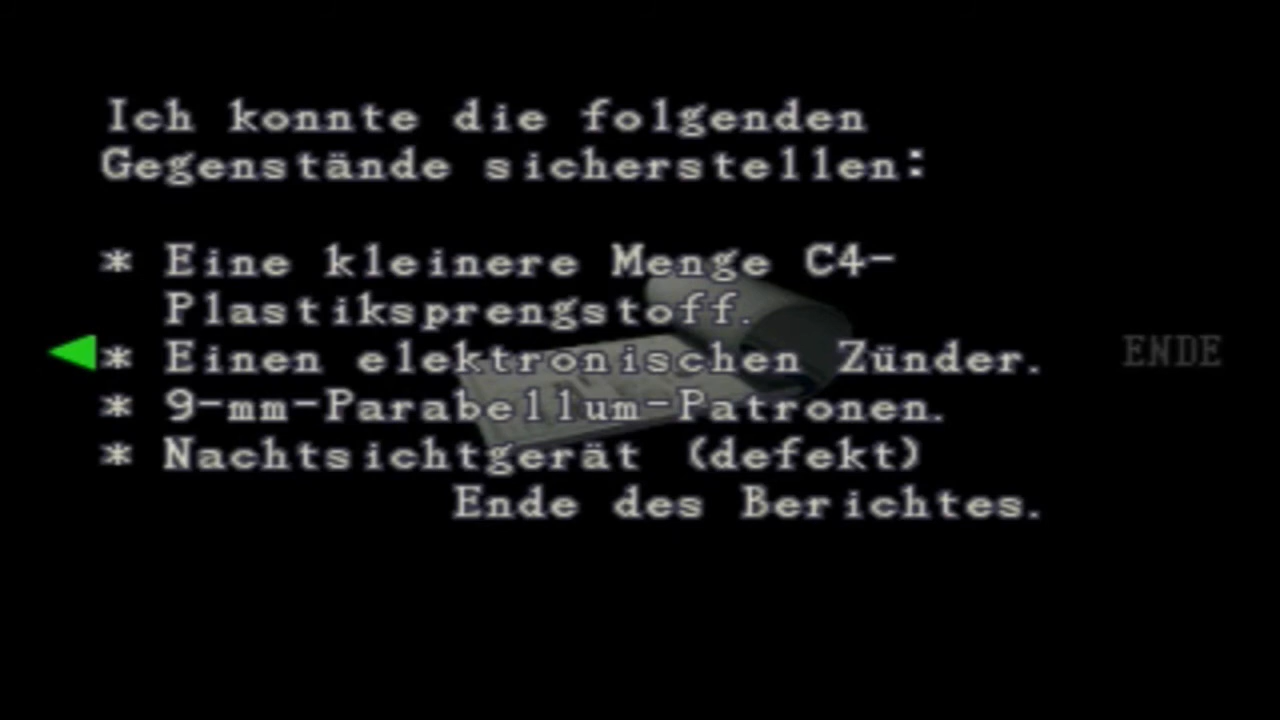 Ich konnte die folgenden
Gegenstände sicherstellen:
* Eine kleinere Menge C4-
Plastiksprengstoff.
* Einen elektronischen Zünder.
ENDE
* 9-mm-Parabellum-Patronen.
* Nachtsichtgerät (defekt)
Ende des Berichtes.